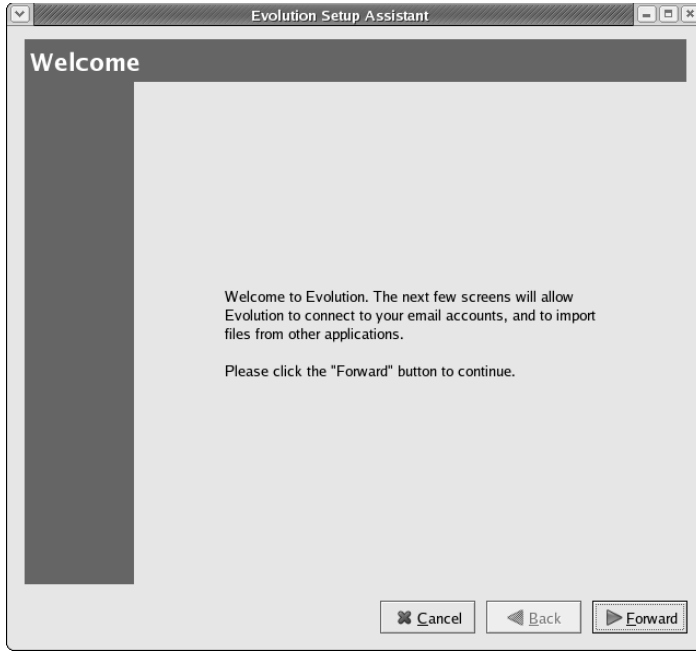 Evolution Setup Assistant
Welcome
Welcome to Evolution. The next few screens will allow
Evolution to connect to your email accounts, and to import
files from other applications.
Please click the "Forward" button to continue.
Cancel
Back
Forward